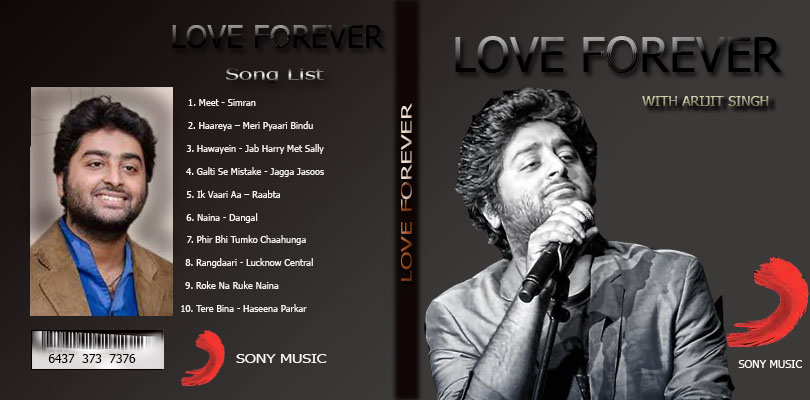 LOVE FOREVER
Song List
1. Meet - Simran
2. Haareya – Meri Pyaari Bindu
3. Hawayein - Jab Harry Met Sally
4. Galti Se Mistake - Jagga Jasoos
5. Ik Vaari Aa – Raabta
6. Naina - Dangal
7. Phir Bhi Tumko Chaahunga
8. Rangdaari - Lucknow Central
9. Roke Na Ruke Naina
10. Tere Bina - Haseena Parkar
6437 373 7376
SONY MUSIC
LOVE FOREVER
LOVE FOREVER
WITH ARIJIT SINGH
SONY MUSIC